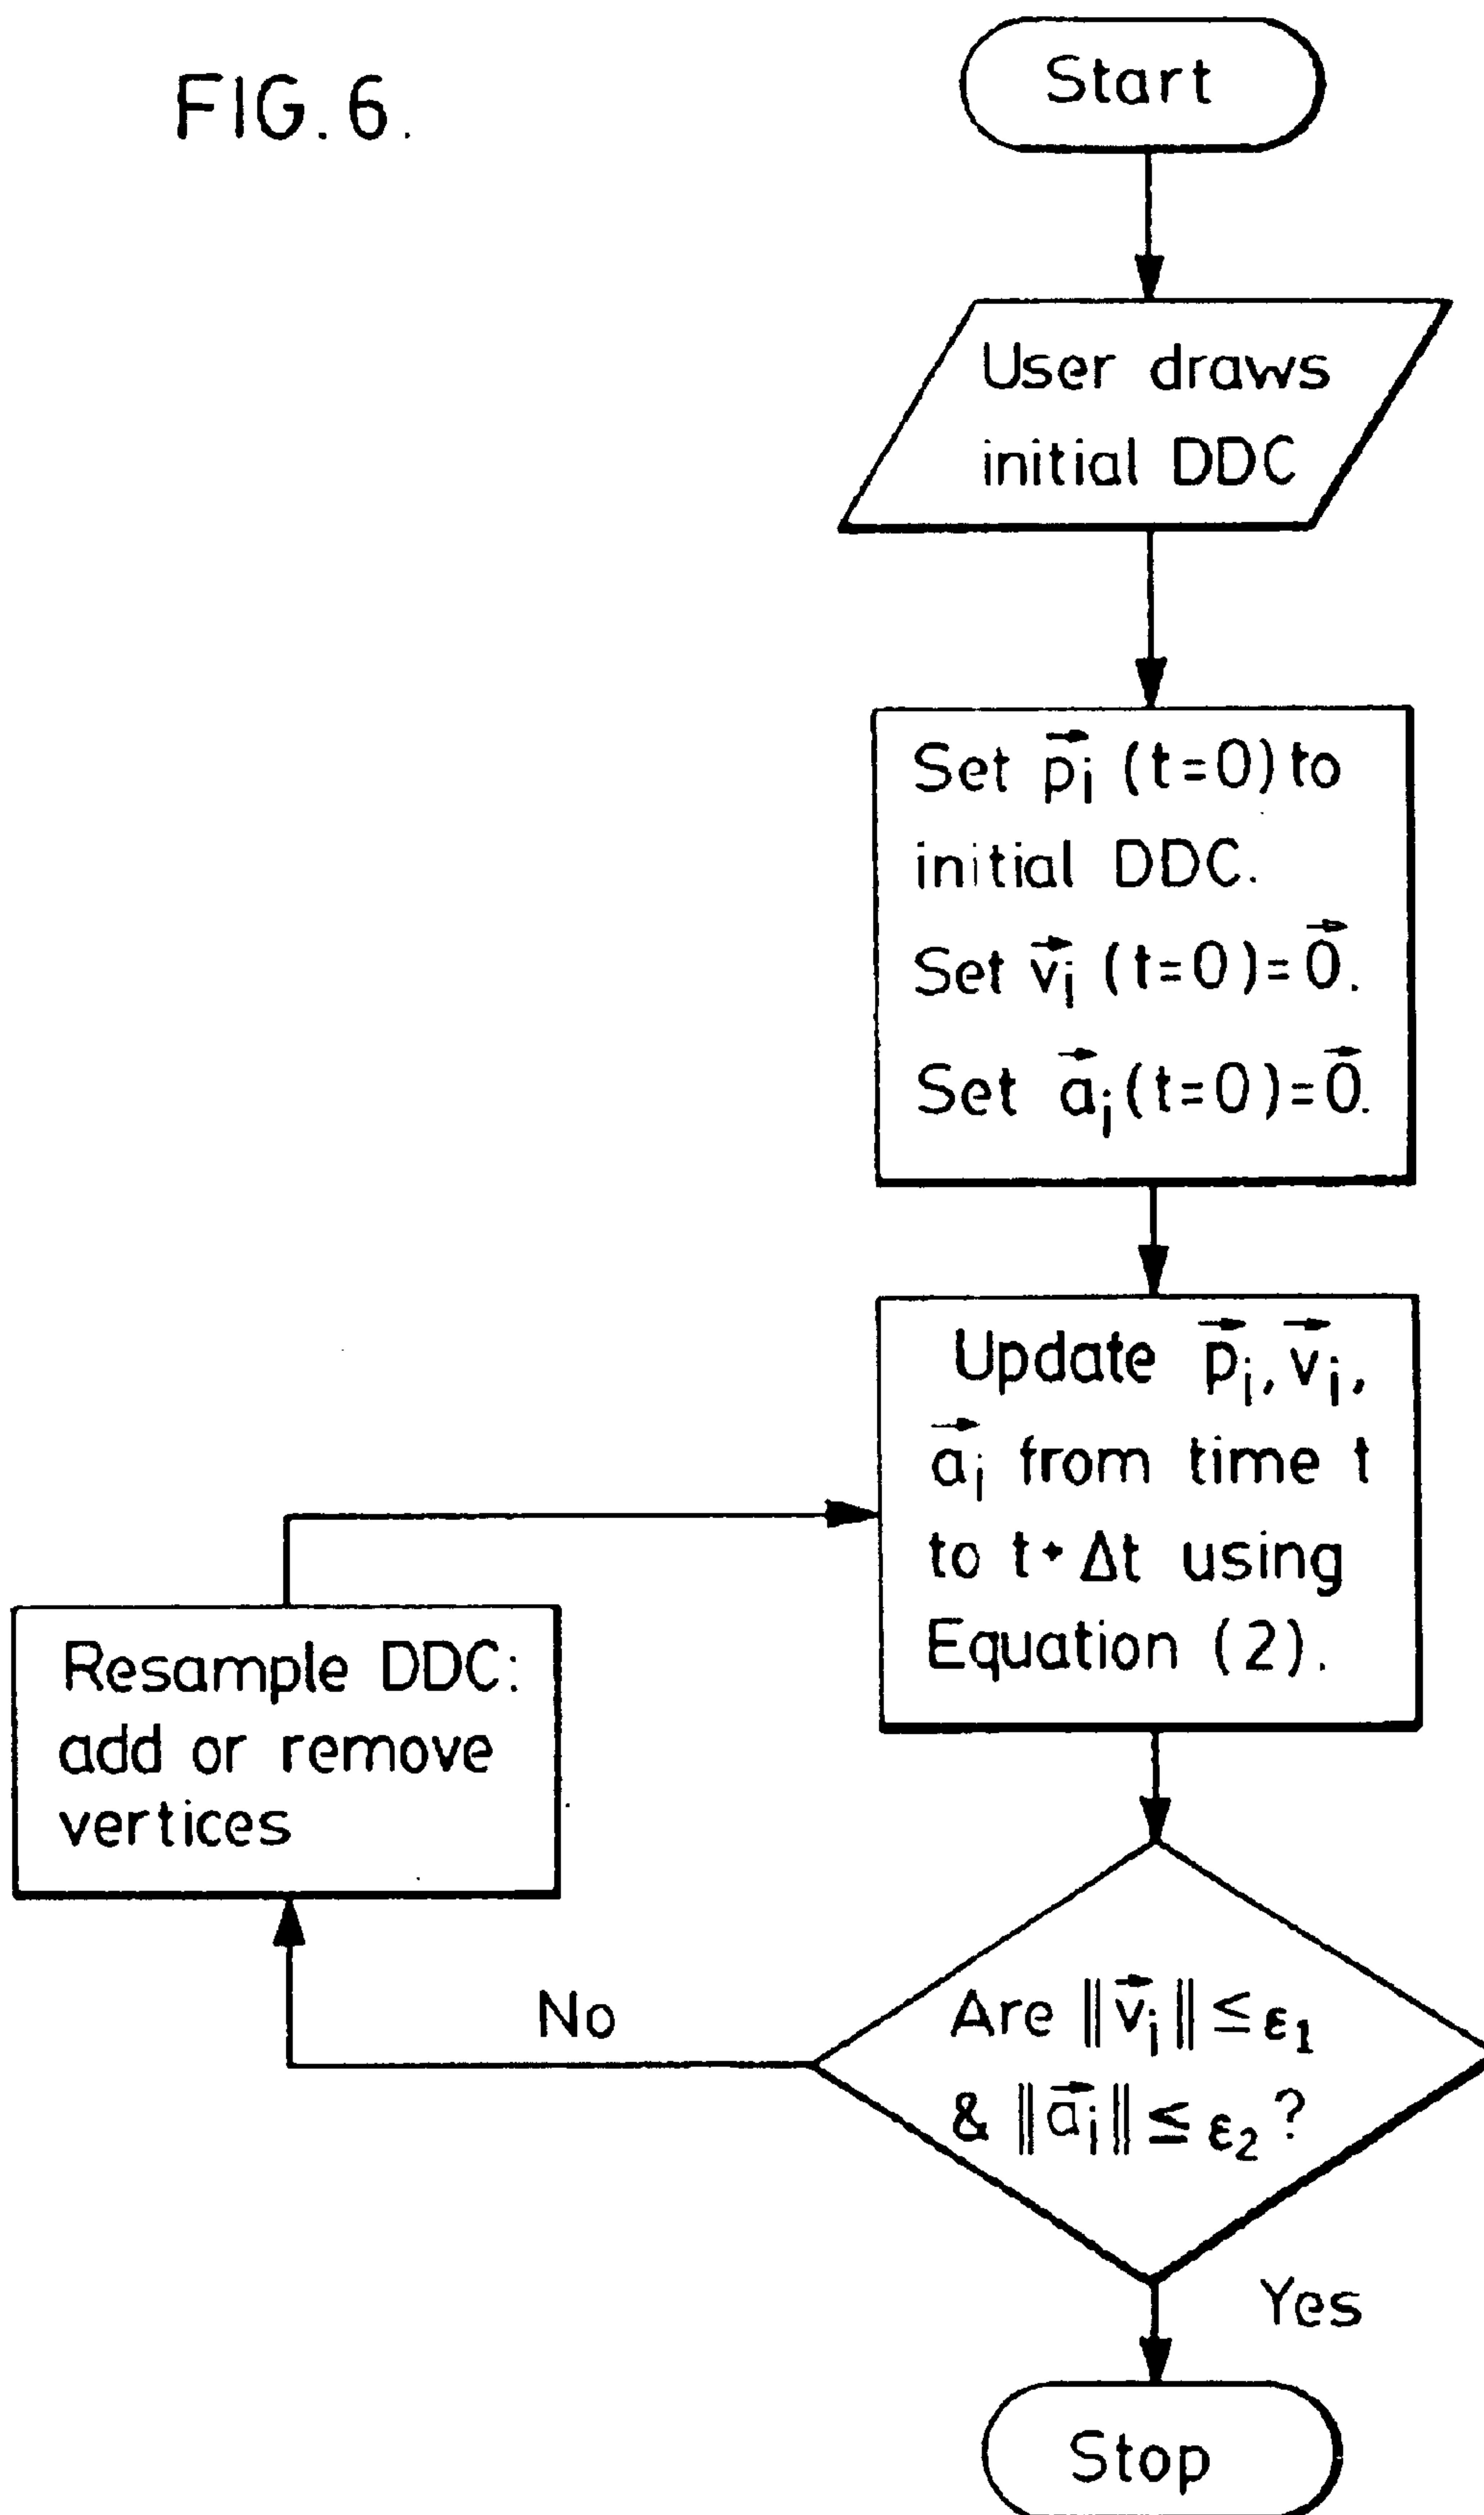 FIG. 6.
Start
User draws
initial DDC
Set p⃗i (t=0) to
initial DDC.
Set v⃗i (t=0)=0⃗.
Set a⃗i (t=0)=0⃗.
Update p⃗i, v⃗i,
a⃗i from time t
to t+Δt using
Equation (2).
Resample DDC:
add or remove
vertices
No
Are ‖v⃗i‖ ≤ ε1
& ‖a⃗i‖ ≤ ε2 ?
Yes
Stop